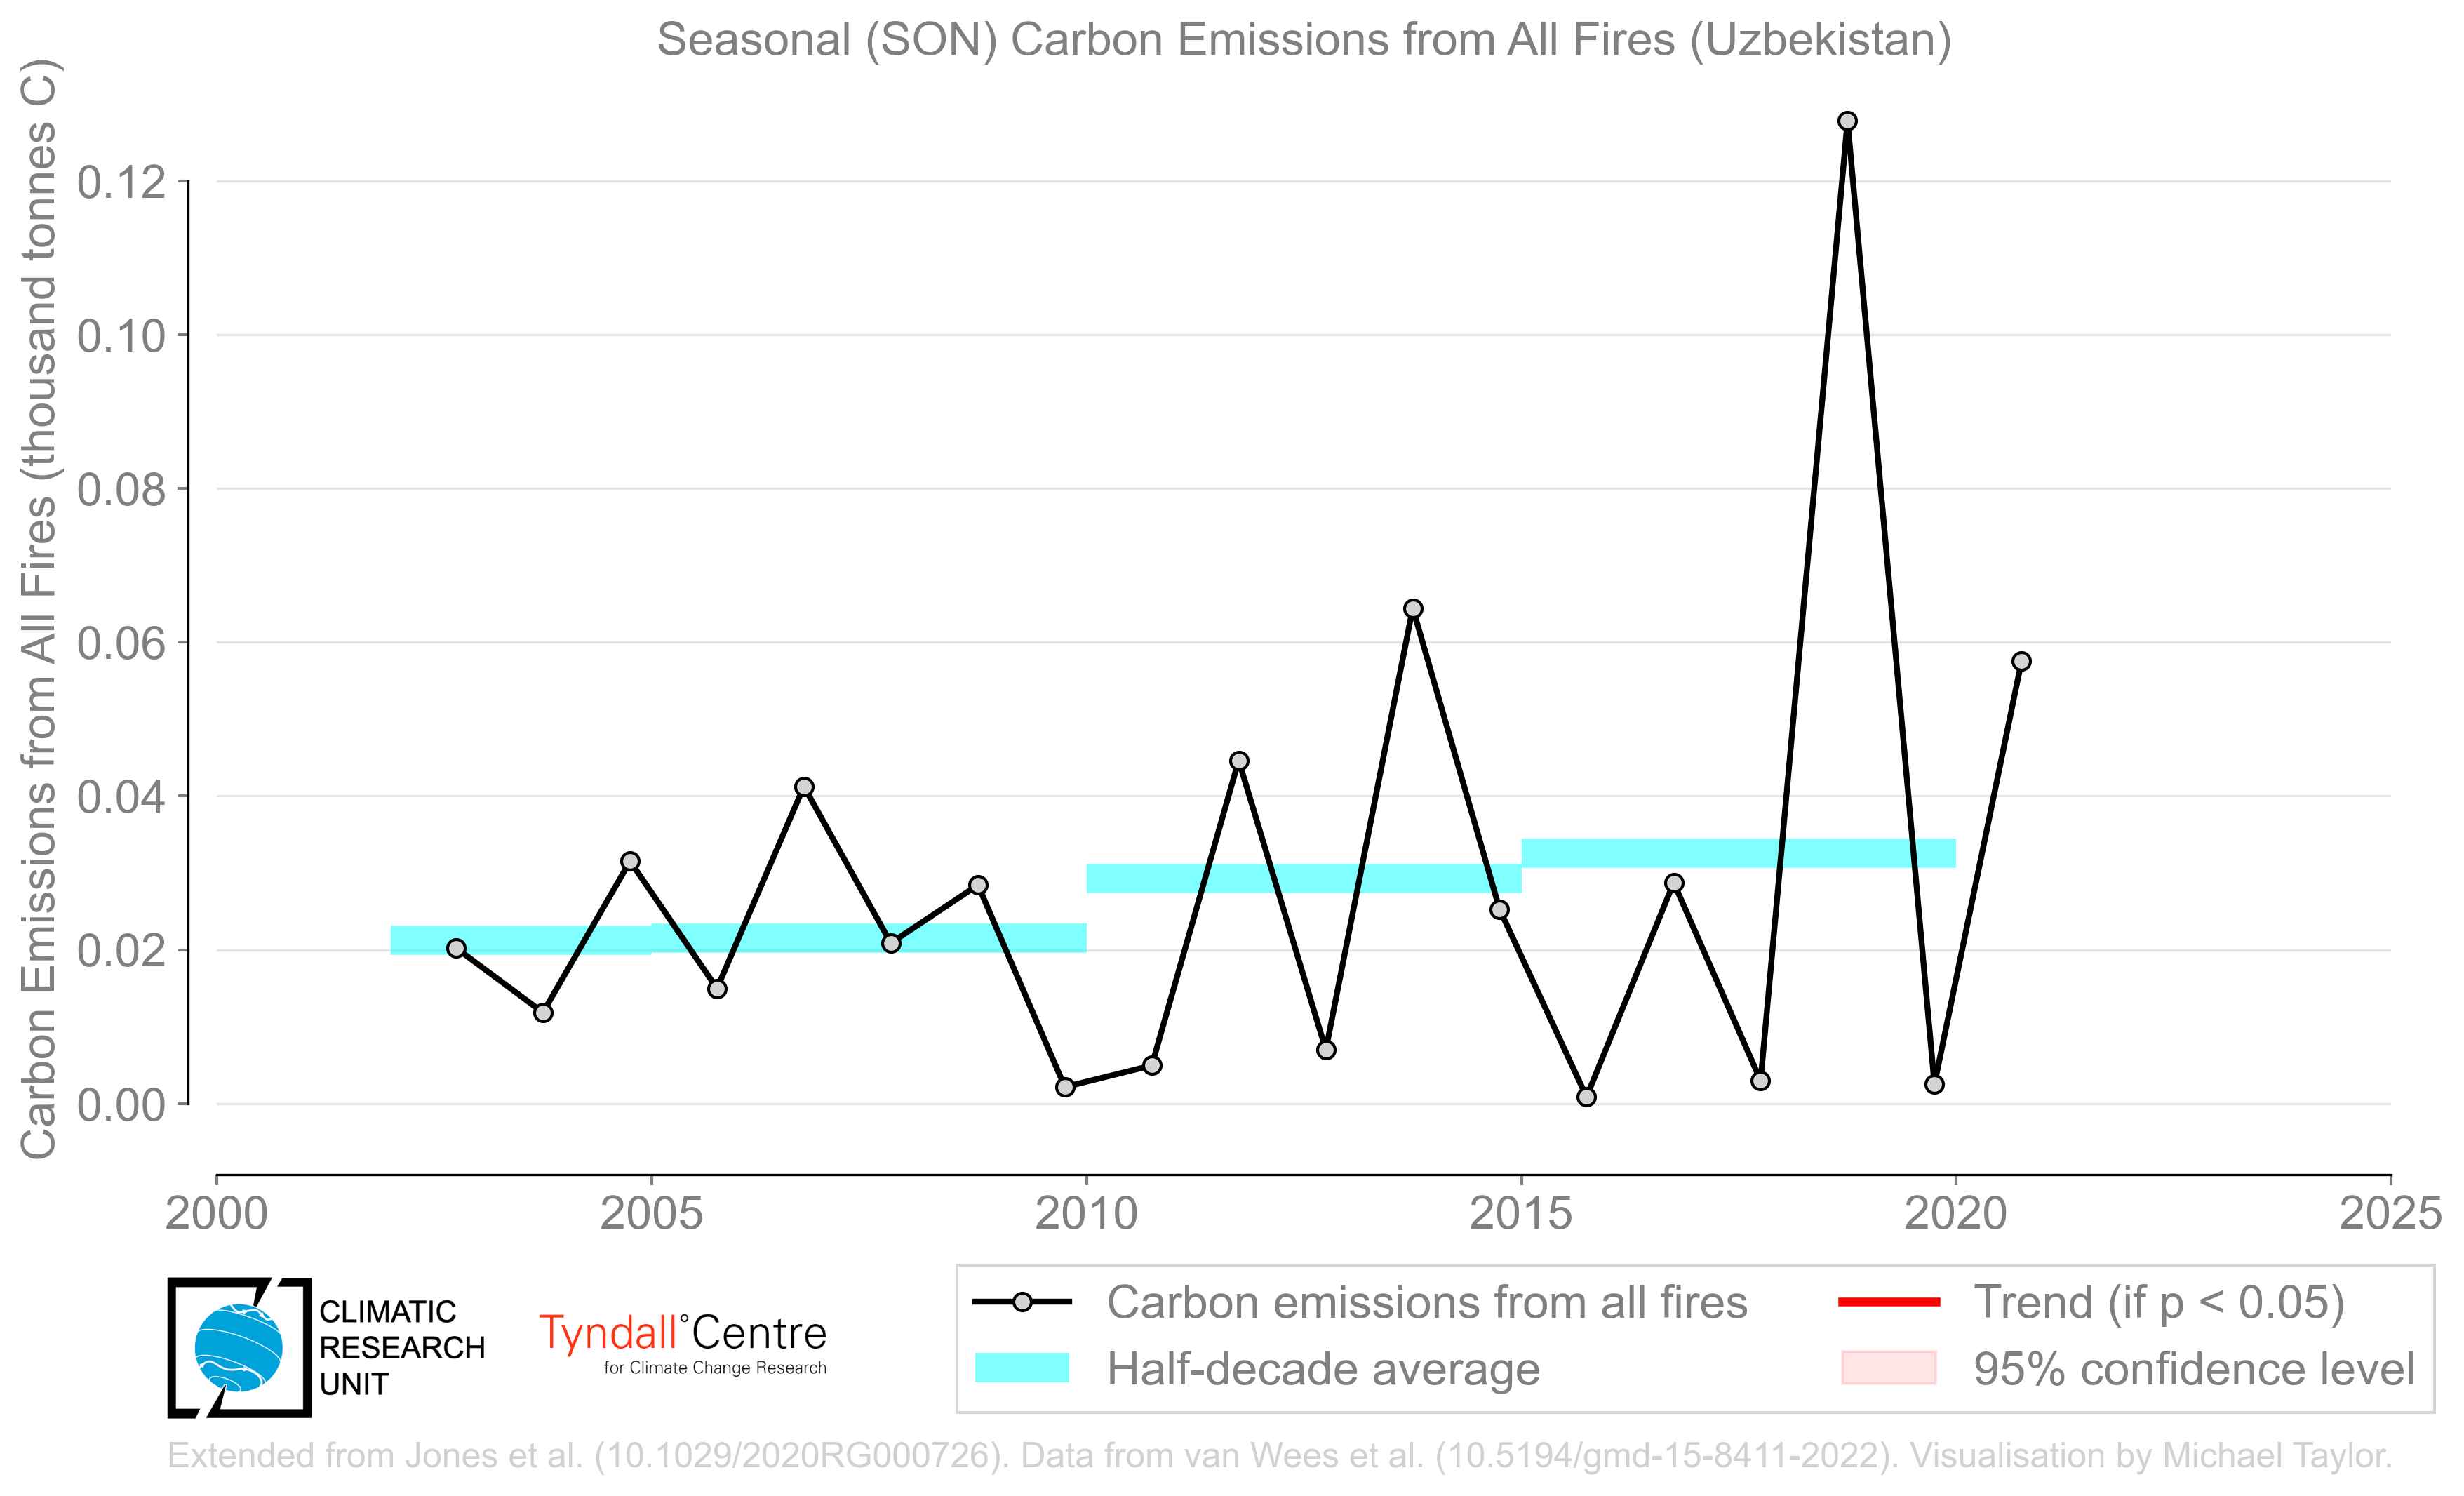 Seasonal (SON) Carbon Emissions from All Fires (Uzbekistan)
Carbon Emissions from All Fires (thousand tonnes C)
0.12
0.10
0.08
0.06
0.04
0.02
0.00
2000 2005 2010 2015 2020 2025
CLIMATIC
RESEARCH
UNIT
Tyndall°Centre
for Climate Change Research
Carbon emissions from all fires
Half-decade average
Trend (if p < 0.05)
95% confidence level
Extended from Jones et al. (10.1029/2020RG000726). Data from van Wees et al. (10.5194/gmd-15-8411-2022). Visualisation by Michael Taylor.